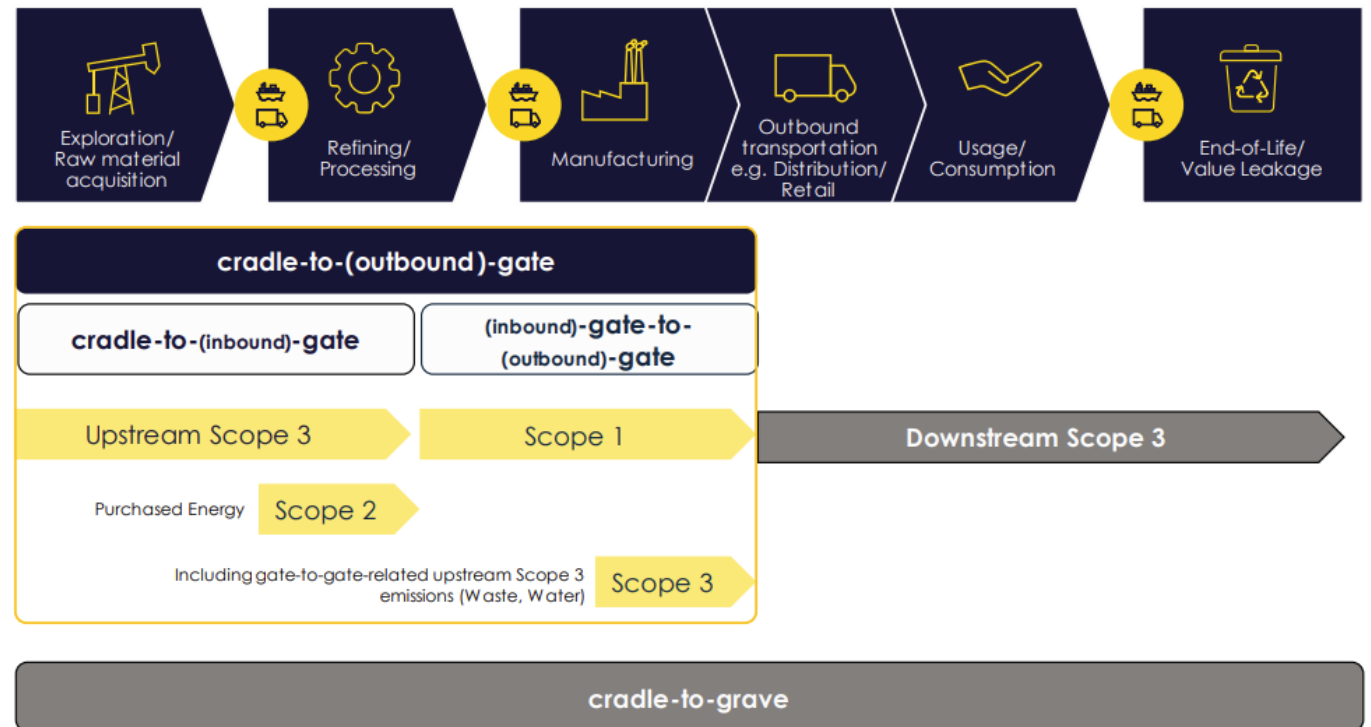 Exploration/
Raw material
acquisition
Refining/
Processing
Manufacturing
Outbound
transportation
e.g. Distribution/
Retail
Usage/
Consumption
End-of-Life/
Value Leakage
cradle-to-(outbound)-gate
cradle-to-(inbound)-gate
(inbound)-gate-to-
(outbound)-gate
Upstream Scope 3
Scope 1
Downstream Scope 3
Purchased Energy
Scope 2
Including gate-to-gate-related upstream Scope 3
emissions (Waste, Water)
Scope 3
cradle-to-grave